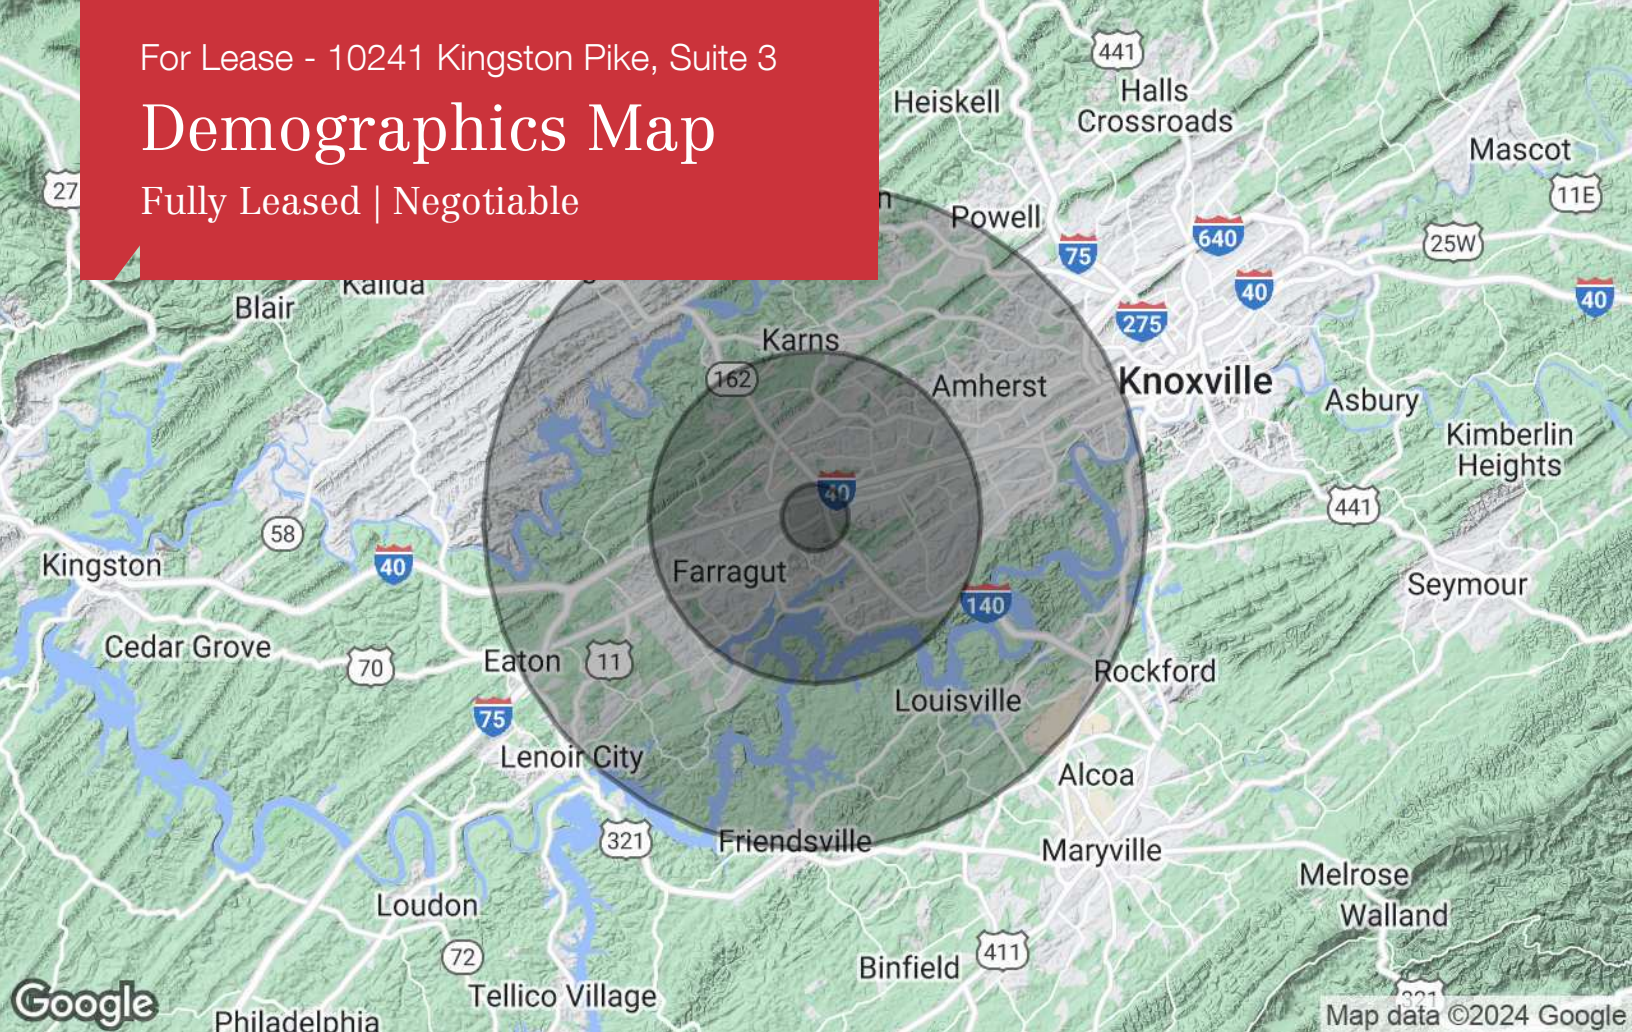 For Lease - 10241 Kingston Pike, Suite 3
Demographics Map
Fully Leased | Negotiable
441
Heiskell
Halls
Crossroads
Mascot
27
11E
n
Powell
25W
640
75
40
40
Kalida
Blair
275
Karns
162
Amherst
Knoxville
Asbury
Kimberlin
Heights
40
441
58
Kingston
40
Farragut
Seymour
140
Cedar Grove
70
Eaton
11
Rockford
Louisville
75
Lenoir City
Alcoa
321
Friendsville
Maryville
Melrose
Walland
Loudon
72
Binfield
411
Tellico Village
321
Google
Philadelphia
Map data ©2024 Google